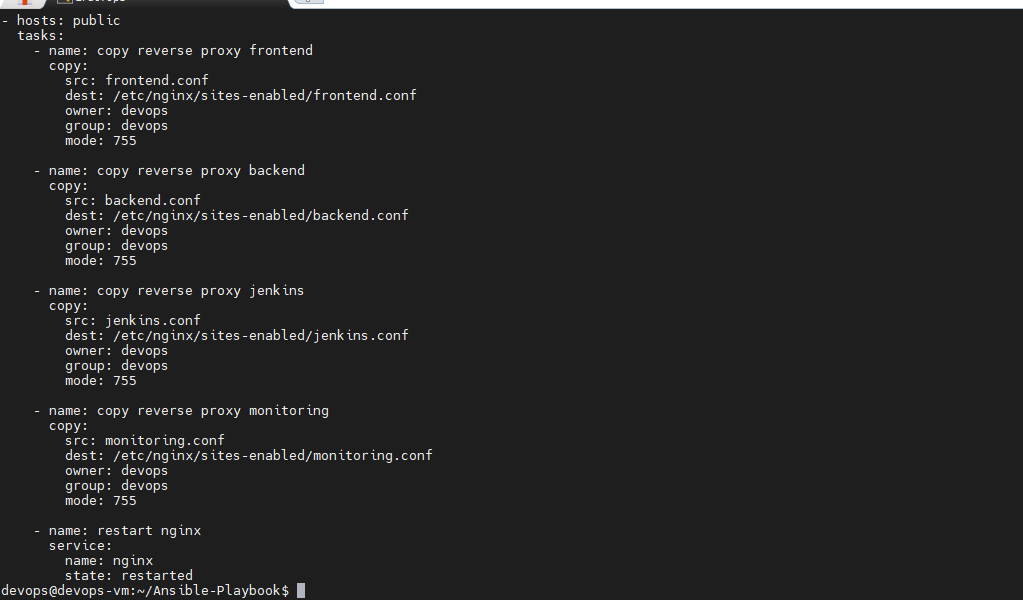 - hosts: public
  tasks:
    - name: copy reverse proxy frontend
      copy:
        src: frontend.conf
        dest: /etc/nginx/sites-enabled/frontend.conf
        owner: devops
        group: devops
        mode: 755

    - name: copy reverse proxy backend
      copy:
        src: backend.conf
        dest: /etc/nginx/sites-enabled/backend.conf
        owner: devops
        group: devops
        mode: 755

    - name: copy reverse proxy jenkins
      copy:
        src: jenkins.conf
        dest: /etc/nginx/sites-enabled/jenkins.conf
        owner: devops
        group: devops
        mode: 755

    - name: copy reverse proxy monitoring
      copy:
        src: monitoring.conf
        dest: /etc/nginx/sites-enabled/monitoring.conf
        owner: devops
        group: devops
        mode: 755

    - name: restart nginx
      service:
        name: nginx
        state: restarted
devops@devops-vm:~/Ansible-Playbook$